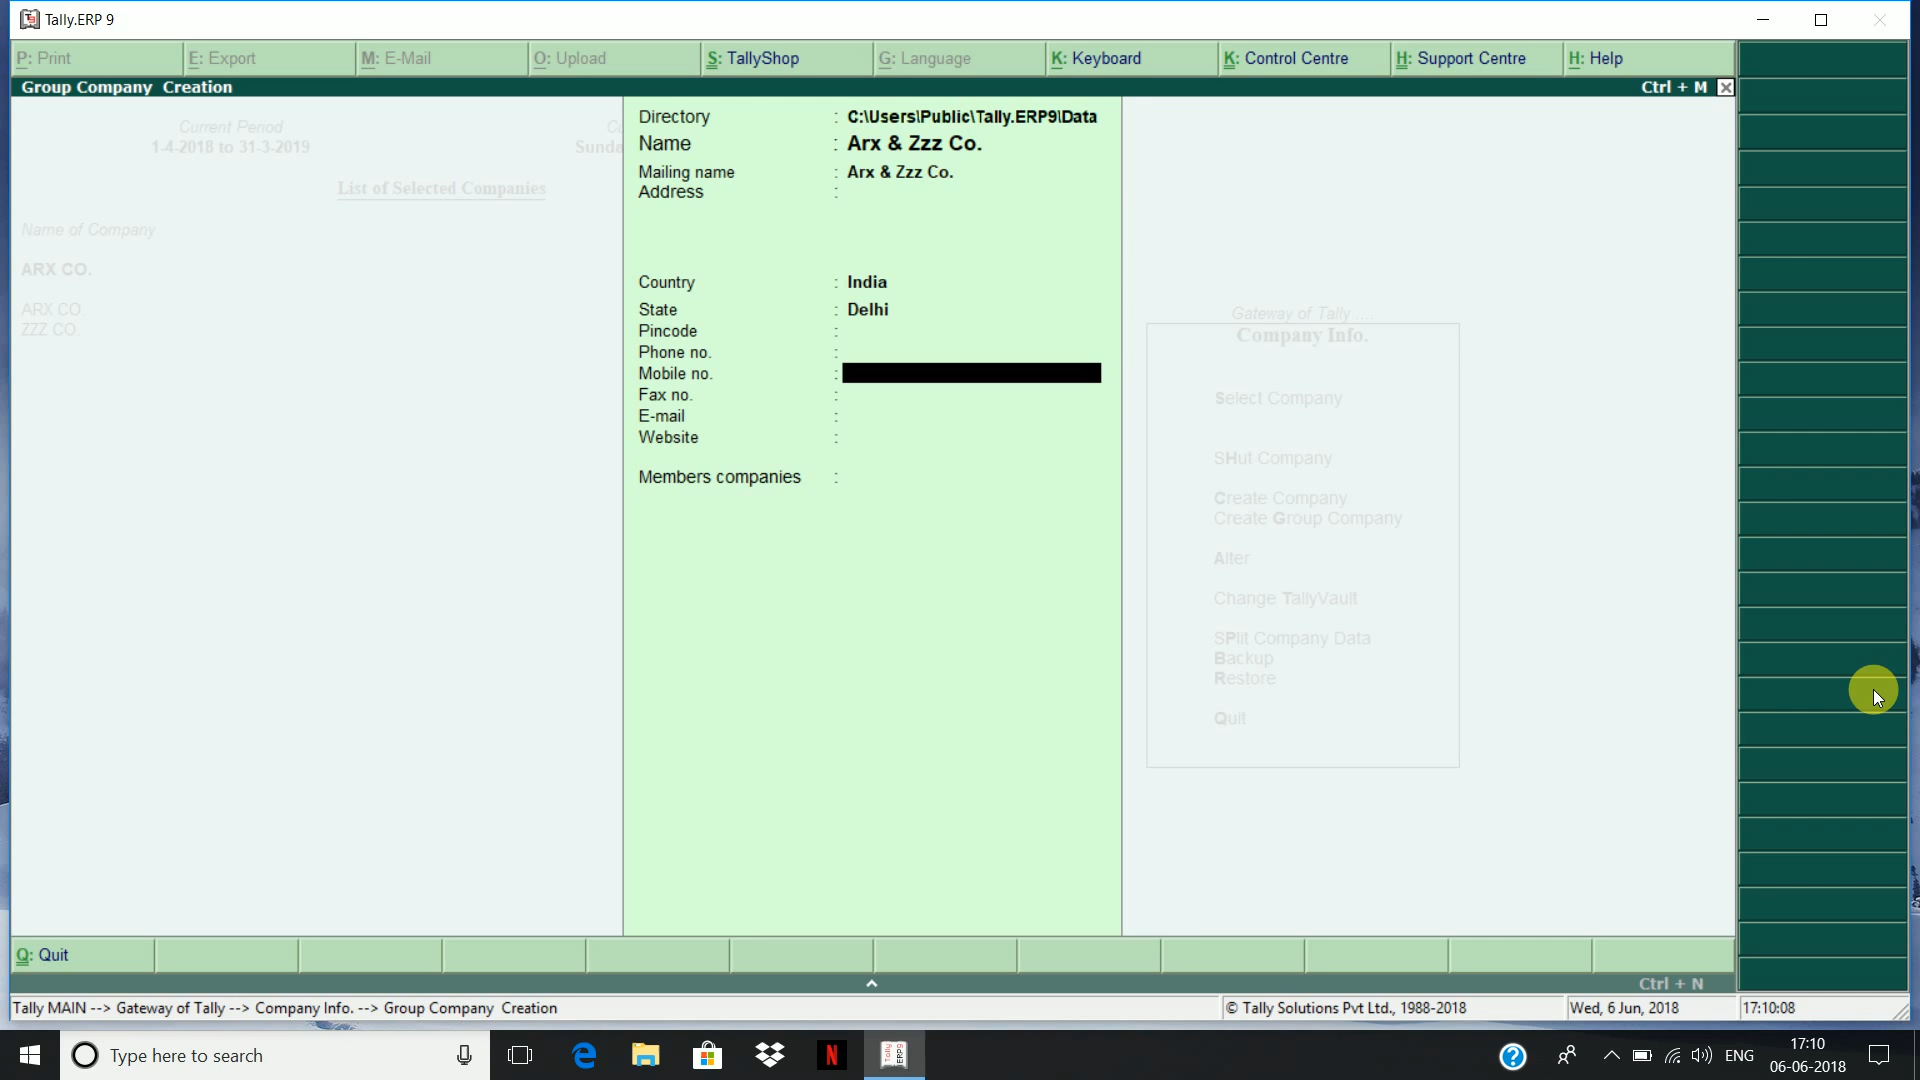 Tally.ERP 9
P: Print E: Export M: E-Mail O: Upload S: TallyShop G: Language K: Keyboard K: Control Centre H: Support Centre H: Help
Group Company Creation Ctrl + M
Current Period
1-4-2018 to 31-3-2019
Sunda
List of Selected Companies
Name of Company
ARX CO.
ARX CO.
ZZZ CO.
Directory : C:\Users\Public\Tally.ERP9\Data
Name : Arx & Zzz Co.
Mailing name : Arx & Zzz Co.
Address :
Country : India
State : Delhi
Pincode :
Phone no. :
Mobile no. :
Fax no. :
E-mail :
Website :
Members companies :
Gateway of Tally ....
Company Info.
Select Company
SHut Company
Create Company
Create Group Company
Alter
Change TallyVault
SPlit Company Data
Backup
Restore
Quit
Q: Quit
Ctrl + N
Tally MAIN --> Gateway of Tally --> Company Info. --> Group Company Creation © Tally Solutions Pvt Ltd., 1988-2018 Wed, 6 Jun, 2018 17:10:08
Type here to search
ENG
17:10
06-06-2018